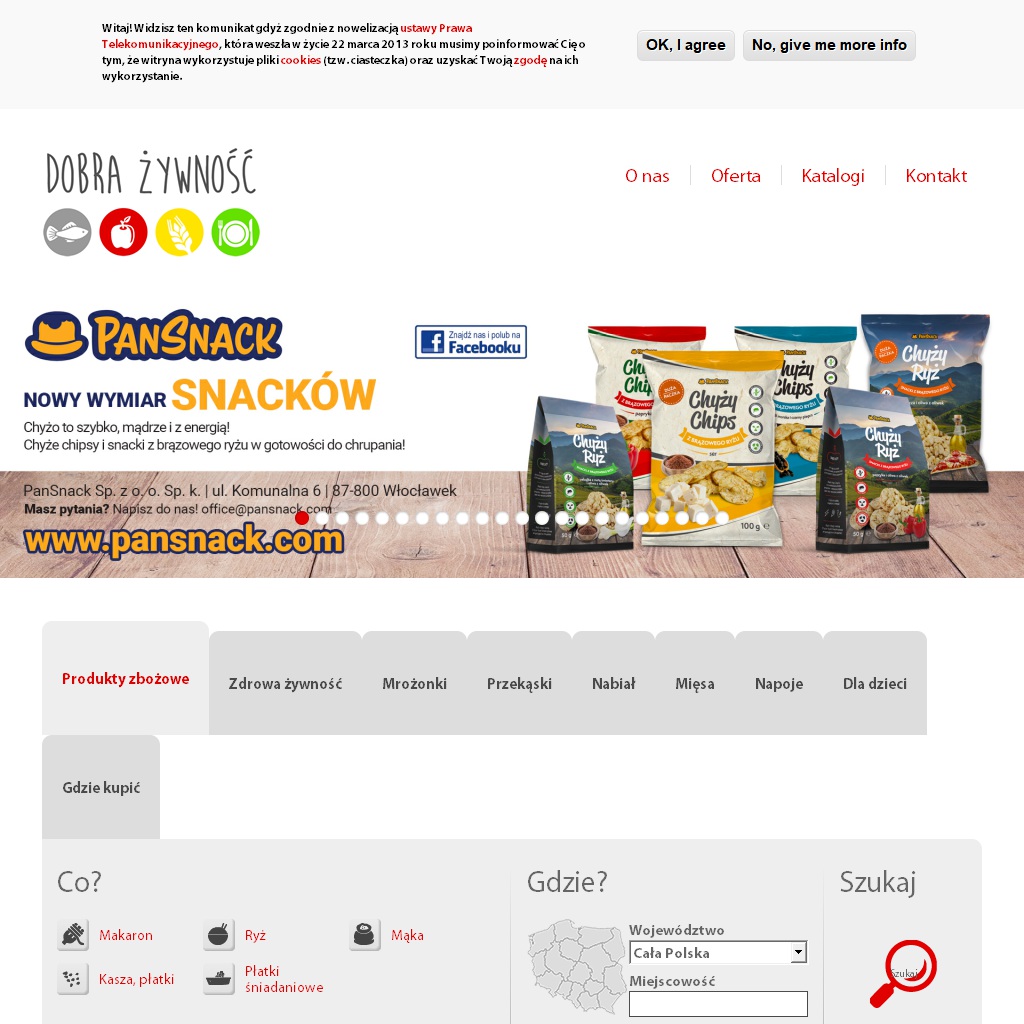 Witaj! Widzisz ten komunikat gdyż zgodnie z nowelizacją ustawy Prawa
Telekomunikacyjnego, która weszła w życie 22 marca 2013 roku musimy poinformować Cię o
tym, że witryna wykorzystuje pliki cookies (tzw. ciasteczka) oraz uzyskać Twoją zgodę na ich
wykorzystanie.
OK, I agree
No, give me more info
DOBRA ŻYWNOŚĆ
O nas
Oferta
Katalogi
Kontakt
PANSNACK
Znajdź nas i polub na
Facebooku
NOWY WYMIAR SNACKÓW
Chyżo to szybko, mądrze i z energią!
Chyże chipsy i snacki z brązowego ryżu w gotowości do chrupania!
PanSnack Sp. z o. o. Sp. k. | ul. Komunalna 6 | 87-800 Włocławek
Masz pytania? Napisz do nas! office@pansnack.com
www.pansnack.com
Chyży
Chips
Z BRĄZOWEGO RYŻU
100 g e
Chyży
Ryż
Chyży
Ryż
Chyży
Ryż
Produkty zbożowe
Zdrowa żywność
Mrożonki
Przekąski
Nabiał
Mięsa
Napoje
Dla dzieci
Gdzie kupić
Co?
Makaron
Ryż
Mąka
Kasza, płatki
Płatki
śniadaniowe
Gdzie?
Województwo
Cała Polska
Miejscowość
Szukaj
Szukaj